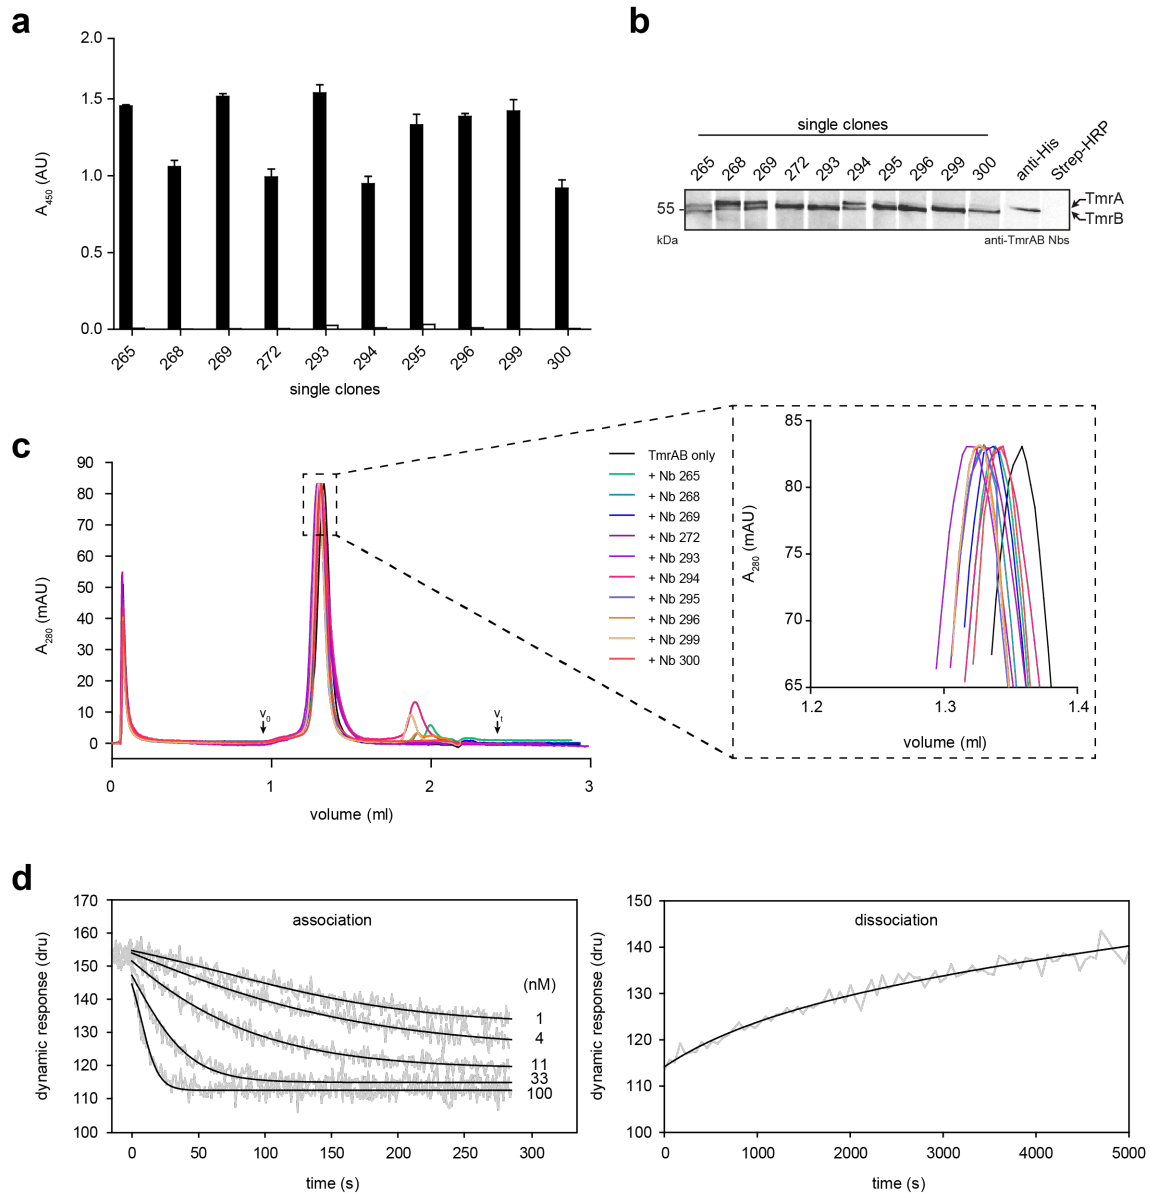 a
2.0
1.5
1.0
0.5
0.0
A450 (AU)
265 268 269 272 293 294 295 296 299 300
single clones
b
single clones
265 268 269 272 293 294 295 296 299 300 anti-His Strep-HRP
55
kDa
TmrA
TmrB
anti-TmrAB Nbs
c
90
80
70
60
50
40
30
20
10
0
A280 (mAU)
v0
vt
0 1 2 3
volume (ml)
TmrAB only
+ Nb 265
+ Nb 268
+ Nb 269
+ Nb 272
+ Nb 293
+ Nb 294
+ Nb 295
+ Nb 296
+ Nb 299
+ Nb 300
85
80
75
70
65
A280 (mAU)
1.2 1.3 1.4
volume (ml)
d
170
160
150
140
130
120
110
100
dynamic response (dru)
association
(nM)
1
4
11
33
100
0 50 100 150 200 250 300
time (s)
150
140
130
120
110
100
dynamic response (dru)
dissociation
0 1000 2000 3000 4000 5000
time (s)